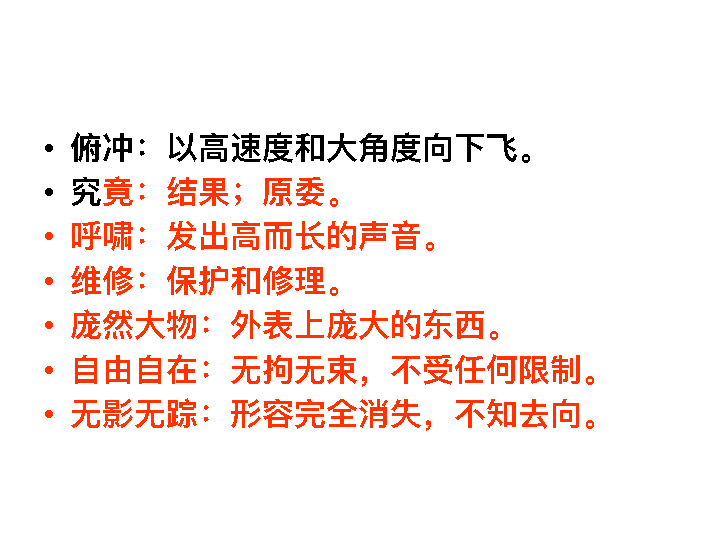 • 俯冲：以高速度和大角度向下飞。
• 究竟：结果；原委。
• 呼啸：发出高而长的声音。
• 维修：保护和修理。
• 庞然大物：外表上庞大的东西。
• 自由自在：无拘无束，不受任何限制。
• 无影无踪：形容完全消失，不知去向。